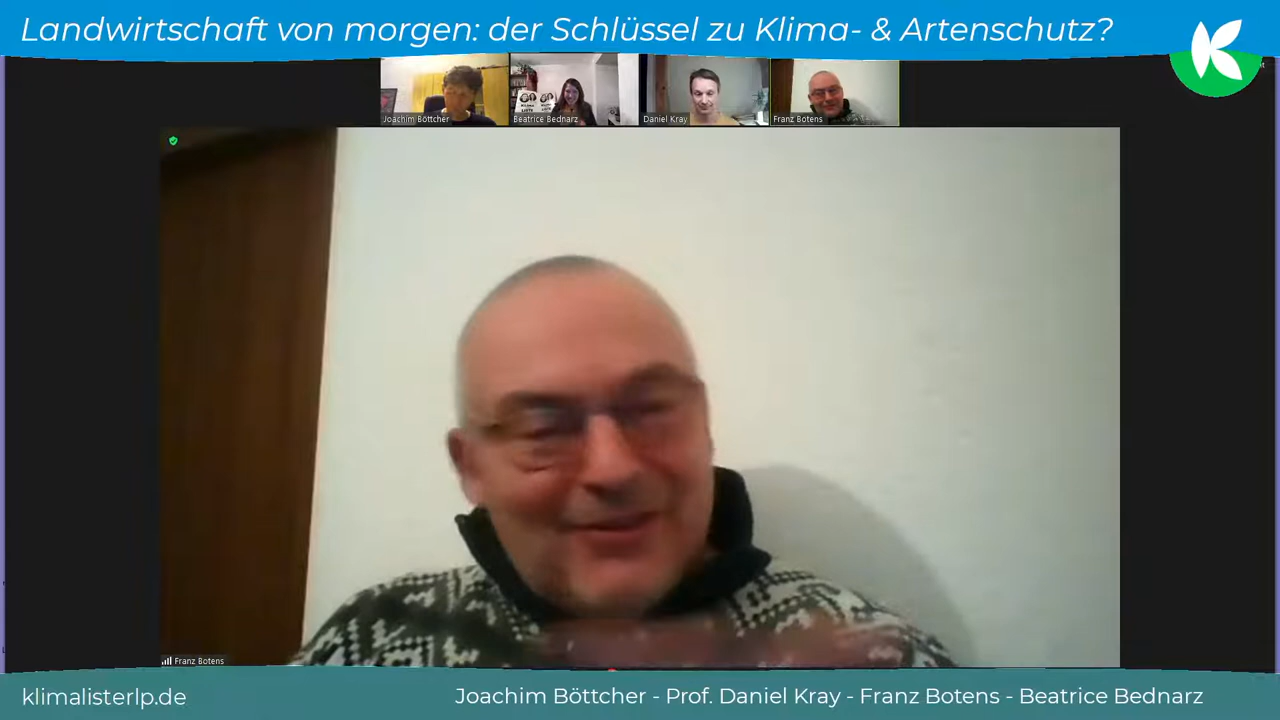 Landwirtschaft von morgen: der Schlüssel zu Klima- & Artenschutz?
Joachim Böttcher
Beatrice Bednarz
Daniel Kray
Franz Botens
Franz Botens
klimalisterlp.de
Joachim Böttcher - Prof. Daniel Kray - Franz Botens - Beatrice Bednarz